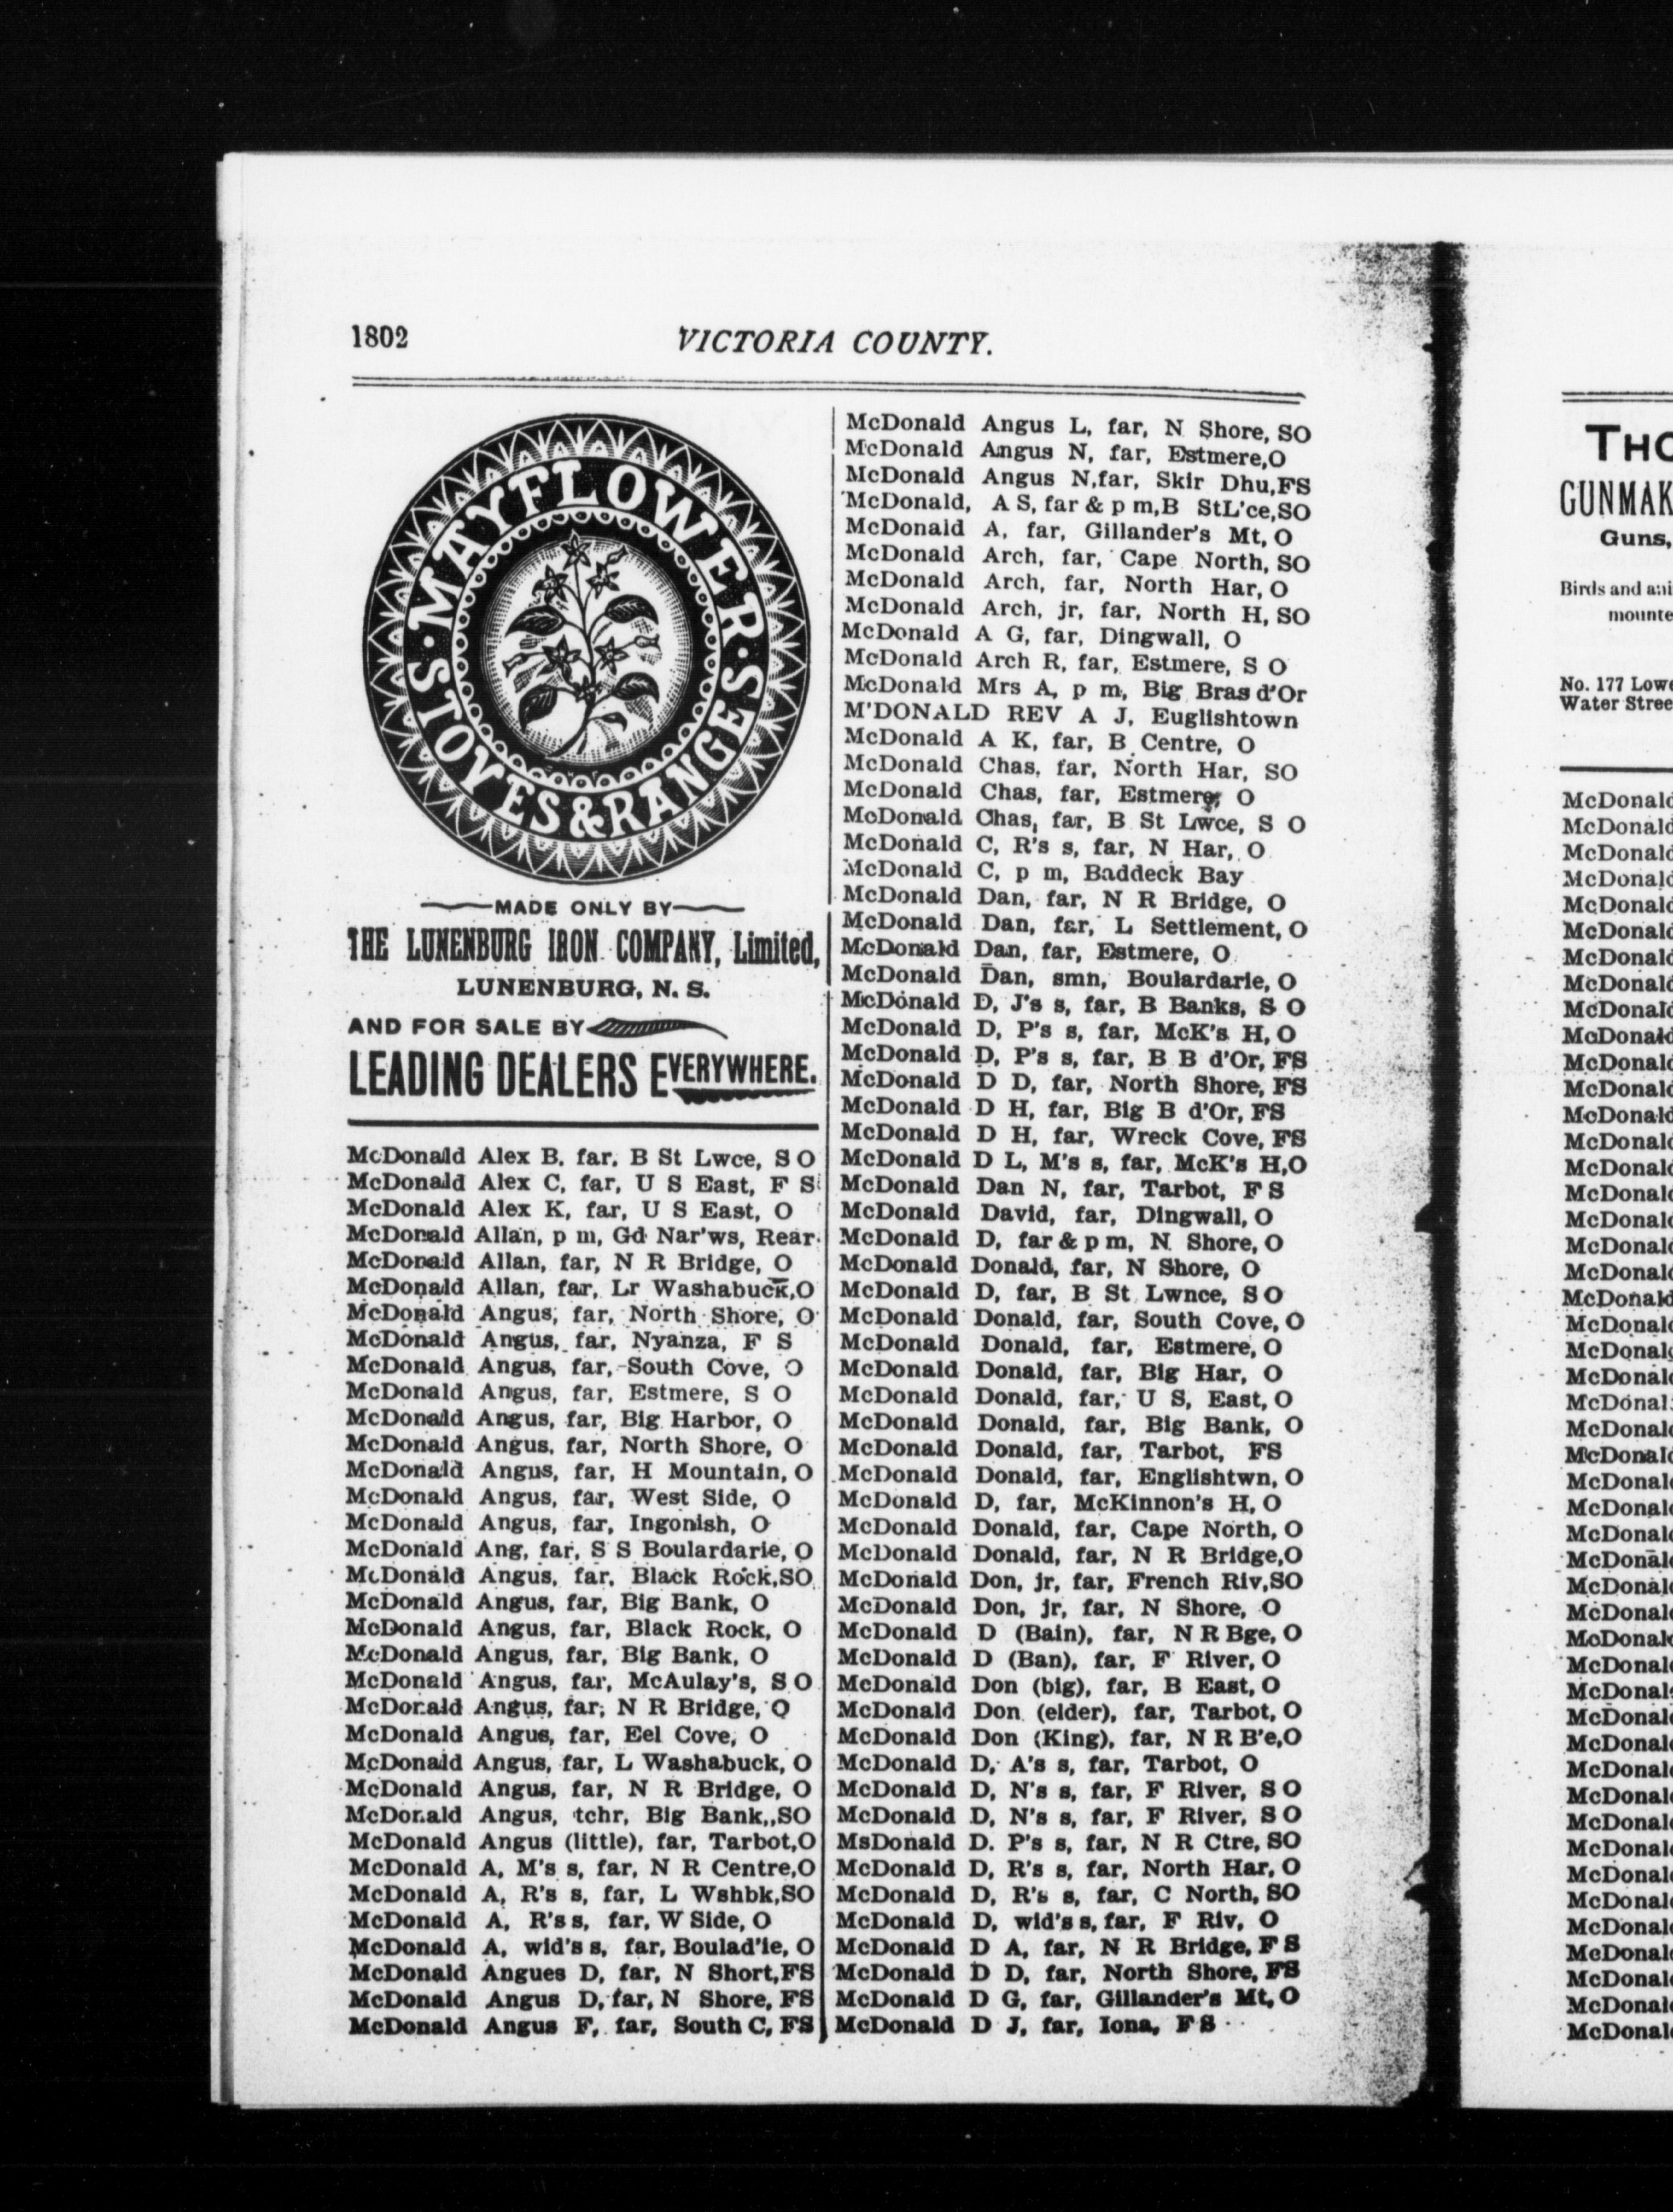 1802
VICTORIA COUNTY.
MAYFLOWER
STOVES & RANGES
MADE ONLY BY
THE LUNENBURG IRON COMPANY, Limited,
LUNENBURG, N. S.
AND FOR SALE BY
LEADING DEALERS EVERYWHERE.
McDonald Alex B. far. B St Lwce, S O
McDonald Alex C, far, U S East, F S
McDonald Alex K, far, U S East, O
McDonald Allan, p m, Gd Nar'ws, Rear
McDonald Allan, far, N R Bridge, O
McDonald Allan, far, Lr Washabuck,O
McDonald Angus, far, North Shore, O
McDonald Angus, far, Nyanza, F S
McDonald Angus, far, South Cove, O
McDonald Angus, far, Estmere, S O
McDonald Angus, far, Big Harbor, O
McDonald Angus, far, North Shore, O
McDonald Angus, far, H Mountain, O
McDonald Angus, far, West Side, O
McDonald Angus, far, Ingonish, O
McDonald Ang, far, S S Boulardarie, O
McDonald Angus, far, Black Rock,SO
McDonald Angus, far, Big Bank, O
McDonald Angus, far, Black Rock, O
McDonald Angus, far, Big Bank, O
McDonald Angus, far, McAulay's, S O
McDonald Angus, far, N R Bridge, O
McDonald Angus, far, Eel Cove, O
McDonald Angus, far, L Washabuck, O
McDonald Angus, far, N R Bridge, O
McDonald Angus, tchr, Big Bank,,SO
McDonald Angus (little), far, Tarbot,O
McDonald A, M's s, far, N R Centre,O
McDonald A, R's s, far, L Wshbk,SO
McDonald A, R's s, far, W Side, O
McDonald A, wid's s, far, Boulad'ie, O
McDonald Angues D, far, N Short,FS
McDonald Angus D, far, N Shore, FS
McDonald Angus F, far, South C, FS
McDonald Angus L, far, N Shore, SO
McDonald Angus N, far, Estmere,O
McDonald Angus N,far, Skir Dhu,FS
McDonald, A S, far & p m,B StL'ce,SO
McDonald A, far, Gillander's Mt, O
McDonald Arch, far, Cape North, SO
McDonald Arch, far, North Har, O
McDonald Arch, jr, far, North H, SO
McDonald A G, far, Dingwall, O
McDonald Arch R, far, Estmere, S O
McDonald Mrs A, p m, Big Bras d'Or
M'DONALD REV A J, Euglishtown
McDonald A K, far, B Centre, O
McDonald Chas, far, North Har, SO
McDonald Chas, far, Estmere, O
McDonald Chas, far, B St Lwce, S O
McDonald C, R's s, far, N Har, O
McDonald C, p m, Baddeck Bay
McDonald Dan, far, N R Bridge, O
McDonald Dan, far, L Settlement, O
McDonald Dan, far, Estmere, O
McDonald Dan, smn, Boulardarie, O
McDonald D, J's s, far, B Banks, S O
McDonald D, P's s, far, McK's H, O
McDonald D, P's s, far, B B d'Or, FS
McDonald D D, far, North Shore, FS
McDonald D H, far, Big B d'Or, FS
McDonald D H, far, Wreck Cove, FS
McDonald D L, M's s, far, McK's H,O
McDonald Dan N, far, Tarbot, F S
McDonald David, far, Dingwall, O
McDonald D, far & p m, N Shore, O
McDonald Donald, far, N Shore, O
McDonald D, far, B St Lwnce, S O
McDonald Donald, far, South Cove, O
McDonald Donald, far, Estmere, O
McDonald Donald, far, Big Har, O
McDonald Donald, far, U S, East, O
McDonald Donald, far, Big Bank, O
McDonald Donald, far, Tarbot, FS
McDonald Donald, far, Englishtwn, O
McDonald D, far, McKinnon's H, O
McDonald Donald, far, Cape North, O
McDonald Donald, far, N R Bridge,O
McDonald Don, jr, far, French Riv,SO
McDonald Don, jr, far, N Shore, O
McDonald D (Bain), far, N R Bge, O
McDonald D (Ban), far, F River, O
McDonald Don (big), far, B East, O
McDonald Don (elder), far, Tarbot, O
McDonald Don (King), far, N R B'e,O
McDonald D, A's s, far, Tarbot, O
McDonald D, N's s, far, F River, S O
McDonald D, N's s, far, F River, S O
MsDonald D. P's s, far, N R Ctre, SO
McDonald D, R's s, far, North Har, O
McDonald D, R's s, far, C North, SO
McDonald D, wid's s, far, F Riv, O
McDonald D A, far, N R Bridge, F S
McDonald D D, far, North Shore, FS
McDonald D G, far, Gillander's Mt, O
McDonald D J, far, Iona, F S
Guns,
Birds and
No. 177
Water